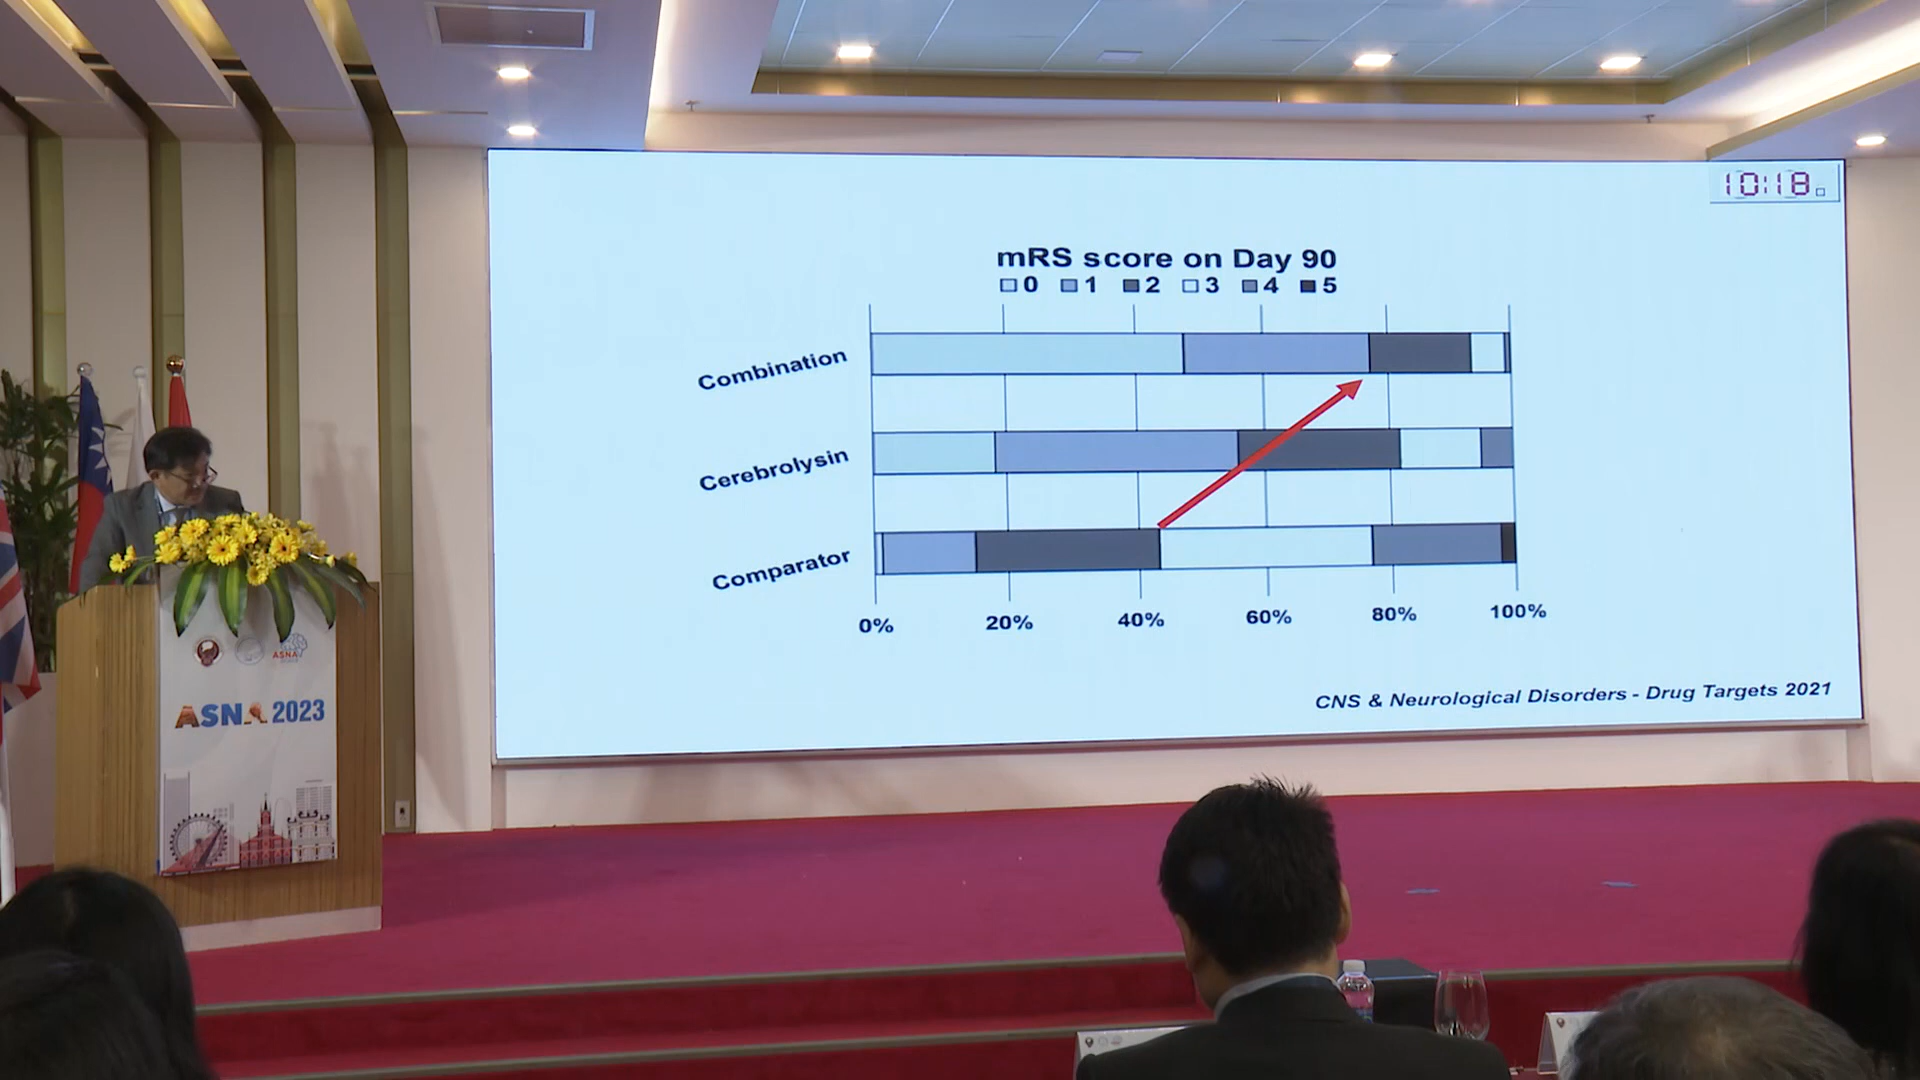 10:18
mRS score on Day 90
0 1 2 3 4 5
Combination
Cerebrolysin
Comparator
0% 20% 40% 60% 80% 100%
CNS & Neurological Disorders - Drug Targets 2021
ASNA
ASNA 2023